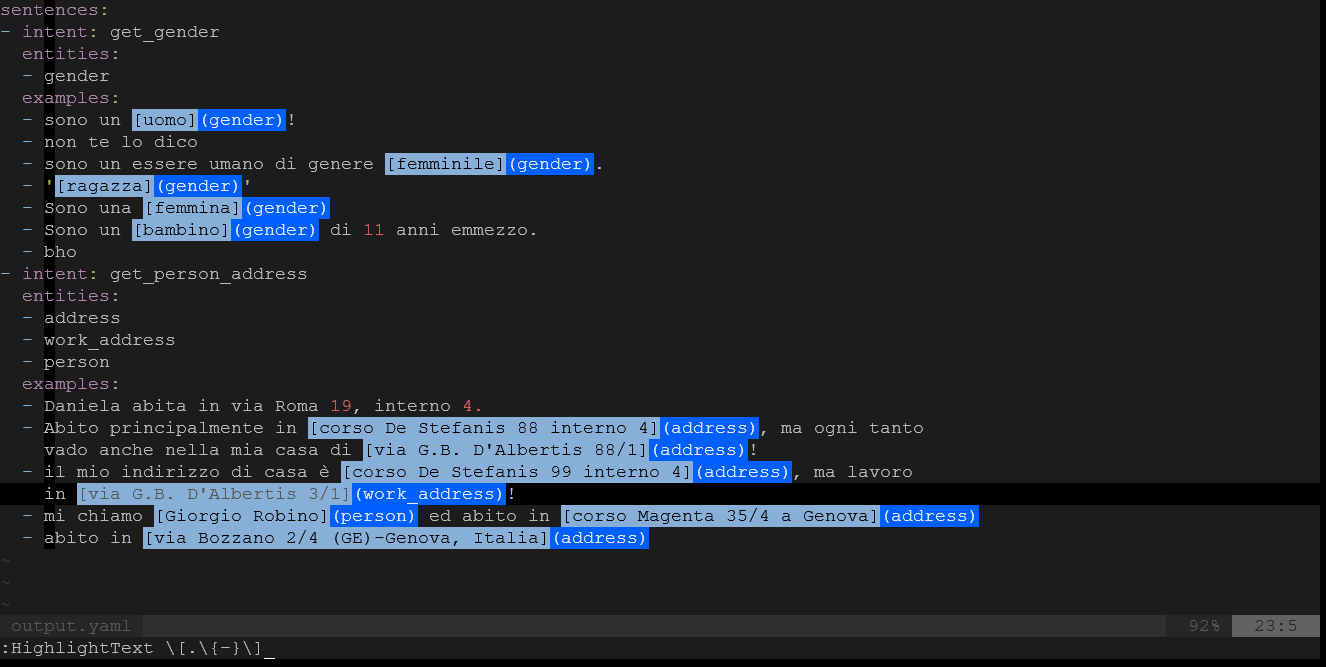 sentences:
- intent: get_gender
  entities:
  - gender
  examples:
  - sono un [uomo](gender)!
  - non te lo dico
  - sono un essere umano di genere [femminile](gender).
  - '[ragazza](gender)'
  - Sono una [femmina](gender)
  - Sono un [bambino](gender) di 11 anni emmezzo.
  - bho
- intent: get_person_address
  entities:
  - address
  - work_address
  - person
  examples:
  - Daniela abita in via Roma 19, interno 4.
  - Abito principalmente in [corso De Stefanis 88 interno 4](address), ma ogni tanto
    vado anche nella mia casa di [via G.B. D'Albertis 88/1](address)!
  - il mio indirizzo di casa è [corso De Stefanis 99 interno 4](address), ma lavoro
    in [via G.B. D'Albertis 3/1](work_address)!
  - mi chiamo [Giorgio Robino](person) ed abito in [corso Magenta 35/4 a Genova](address)
  - abito in [via Bozzano 2/4 (GE)-Genova, Italia](address)
~
~
~
output.yaml 92% 23:5
:HighlightText \[.\{-}\]_